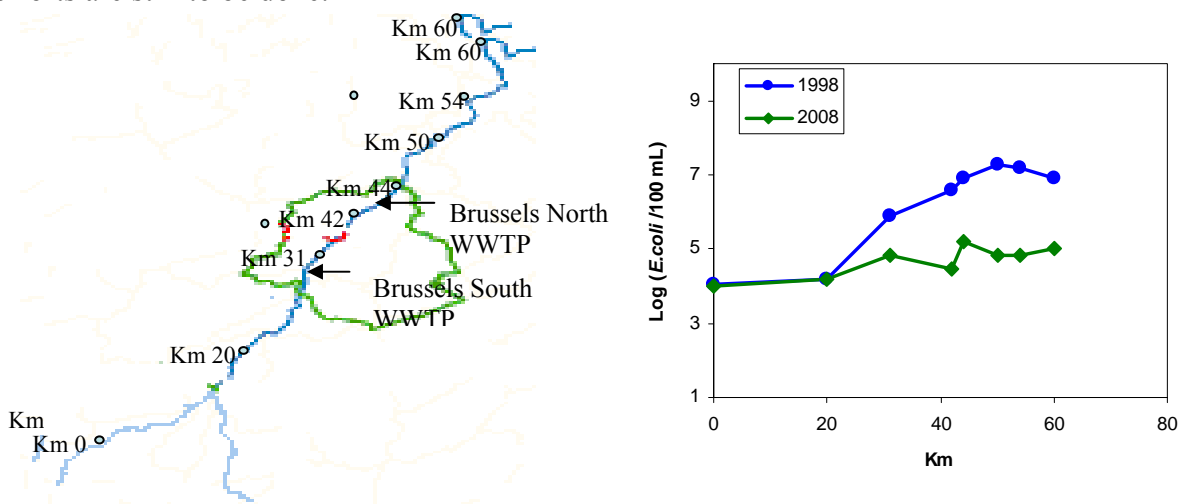 Km 60
Km 60
Km 54
Km 50
Km 44
Km 42
Brussels North
WWTP
Km 31
Brussels South
WWTP
Km 20
Km
Km 0
1998
2008
Log (E.coli /100 mL)
9
7
5
3
1
0
20
40
60
80
Km